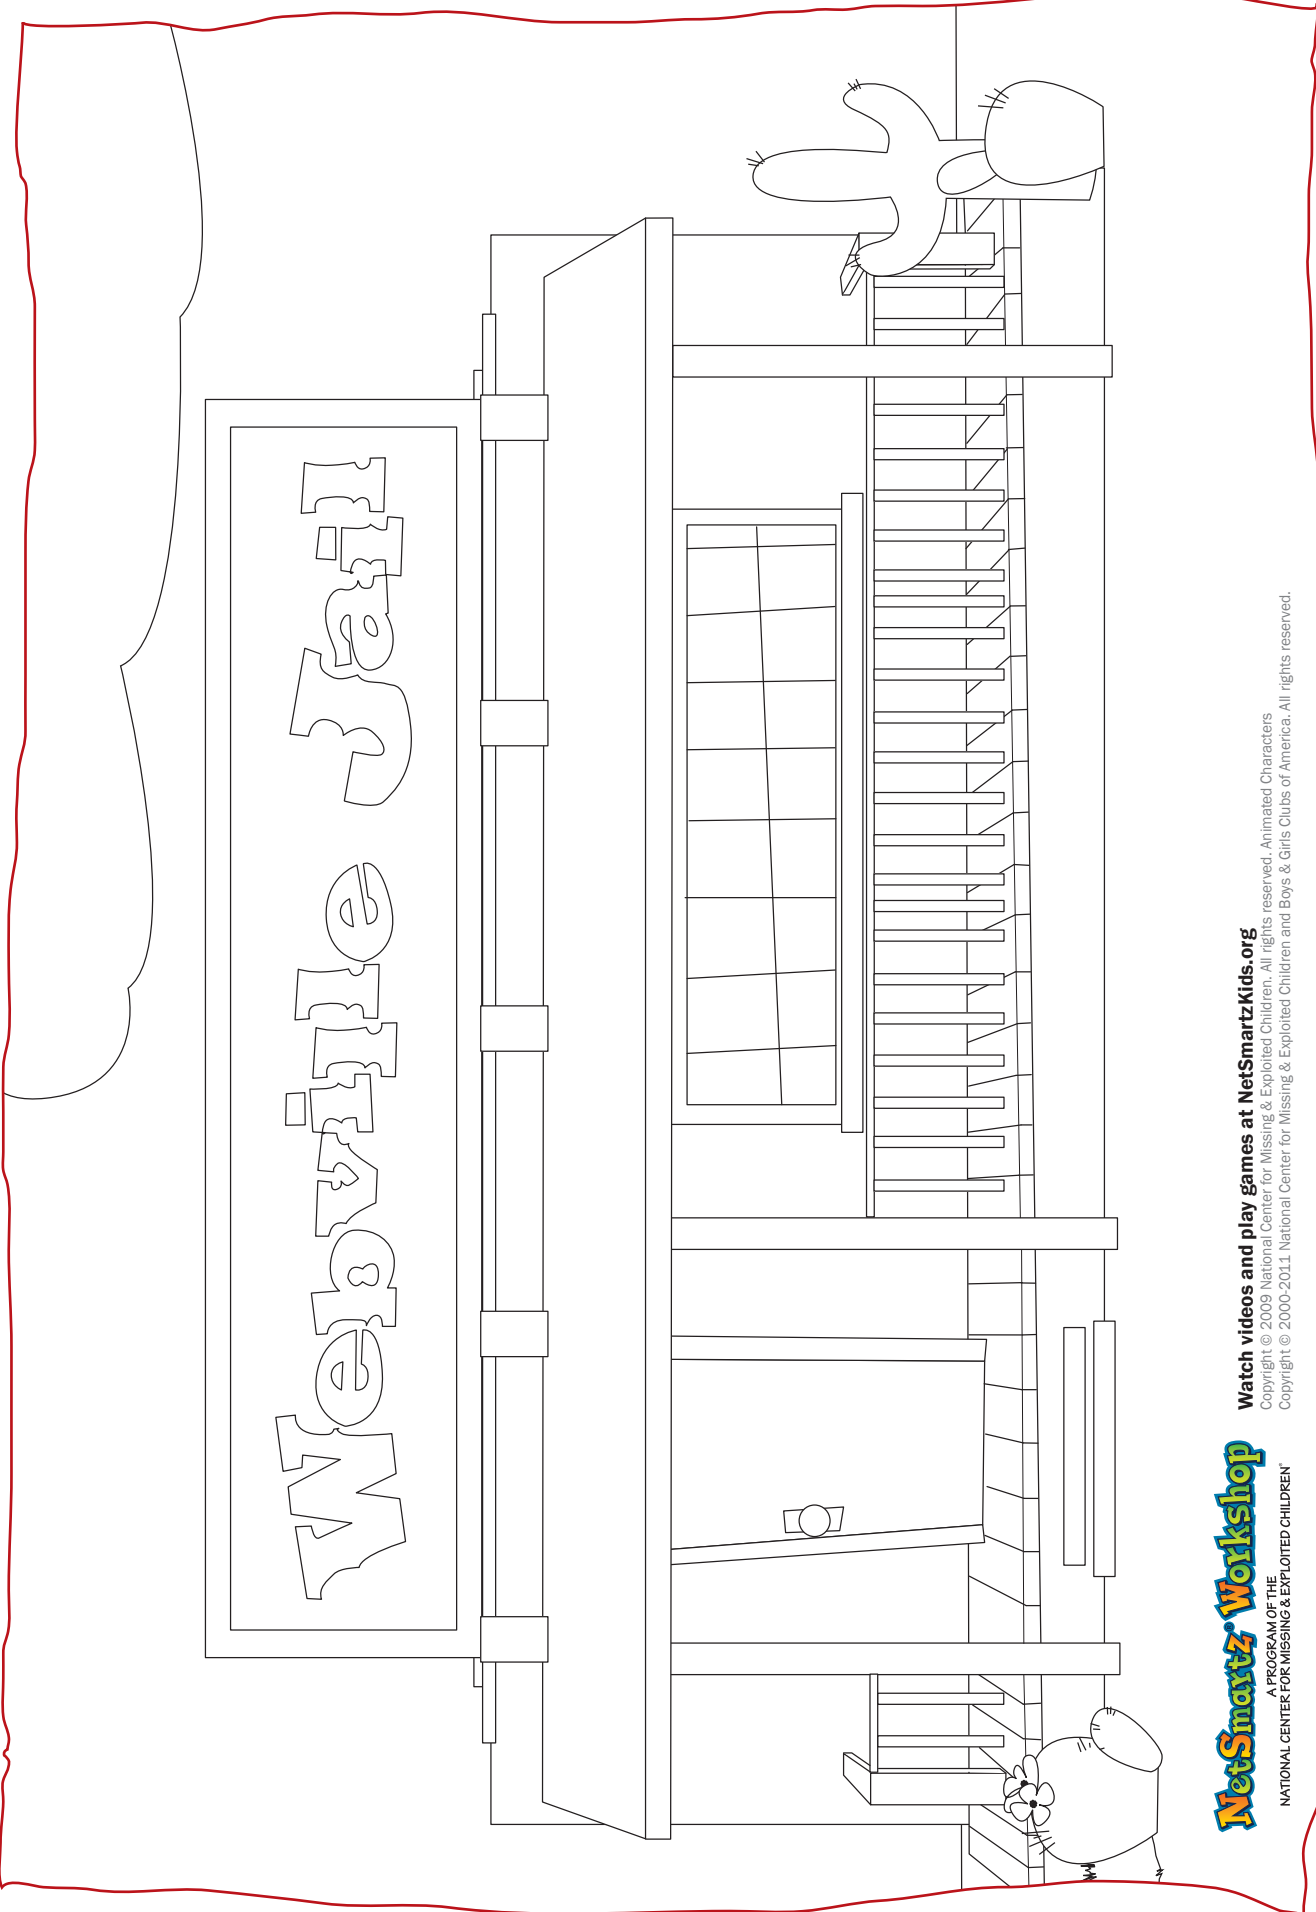 Webville Jail
NetSmartz® Workshop
A PROGRAM OF THE
NATIONAL CENTER FOR MISSING & EXPLOITED CHILDREN®
Watch videos and play games at NetSmartzKids.org
Copyright © 2009 National Center for Missing & Exploited Children. All rights reserved. Animated Characters
Copyright © 2000-2011 National Center for Missing & Exploited Children and Boys & Girls Clubs of America. All rights reserved.